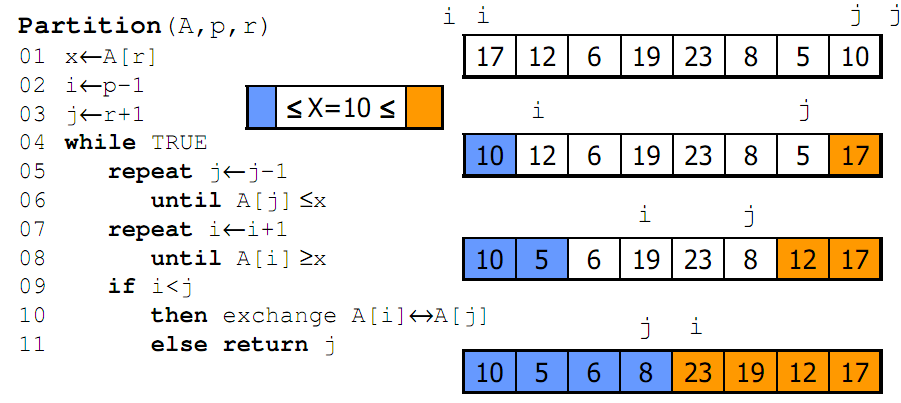 Partition(A,p,r)
01 x←A[r]
02 i←p-1
03 j←r+1
04 while TRUE
05 repeat j←j-1
06 until A[j] ≤x
07 repeat i←i+1
08 until A[i] ≥x
09 if i<j
10 then exchange A[i]↔A[j]
11 else return j
≤ X=10 ≤
i i j j
17 12 6 19 23 8 5 10
i j
10 12 6 19 23 8 5 17
i j
10 5 6 19 23 8 12 17
j i
10 5 6 8 23 19 12 17